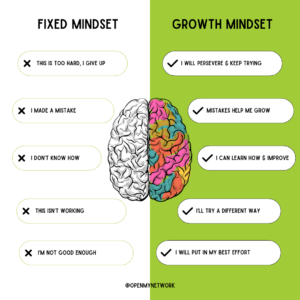 FIXED MINDSET
GROWTH MINDSET
THIS IS TOO HARD, I GIVE UP
I WILL PERSEVERE & KEEP TRYING
I MADE A MISTAKE
MISTAKES HELP ME GROW
I DON'T KNOW HOW
I CAN LEARN HOW & IMPROVE
THIS ISN'T WORKING
I'LL TRY A DIFFERENT WAY
I'M NOT GOOD ENOUGH
I WILL PUT IN MY BEST EFFORT
@OPENMYNETWORK